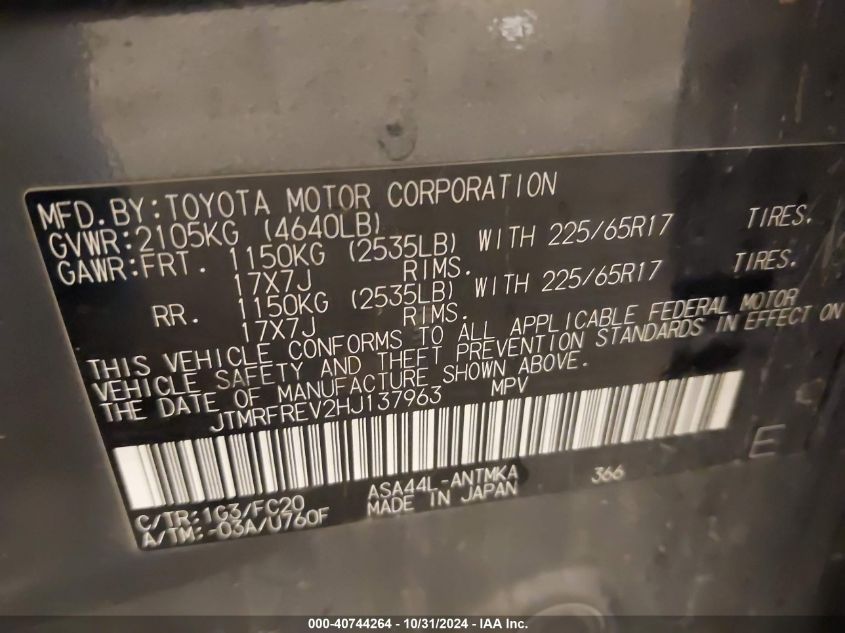 MFD. BY: TOYOTA MOTOR CORPORATION
GVWR: 2105KG (4640LB)
GAWR: FRT. 1150KG (2535LB) WITH 225/65R17 TIRES.
17X7J RIMS.
RR. 1150KG (2535LB) WITH 225/65R17 TIRES.
17X7J RIMS.
THIS VEHICLE CONFORMS TO ALL APPLICABLE FEDERAL MOTOR
VEHICLE SAFETY AND THEFT PREVENTION STANDARDS IN EFFECT ON
THE DATE OF MANUFACTURE SHOWN ABOVE.
JTMRFREV2HJ137963 MPV
E
C/TR: 1G3/FC20 ASA44L-ANTMKA 366
A/TM: -03A/U760F MADE IN JAPAN
000-40744264 - 10/31/2024 - IAA Inc.